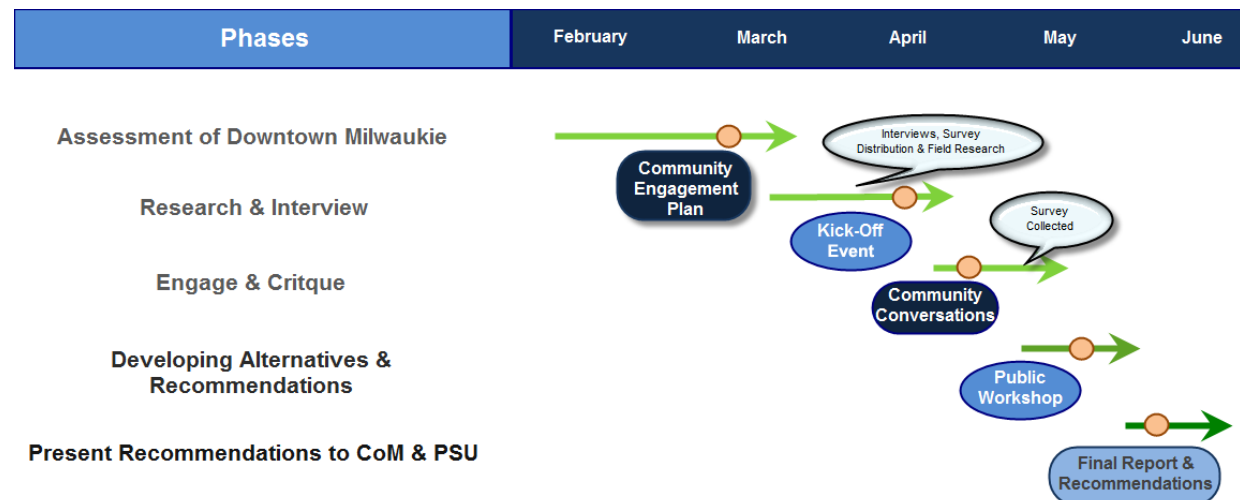 Phases
February March April May June
Assessment of Downtown Milwaukie
Interviews, Survey
Distribution & Field Research
Community
Engagement
Plan
Research & Interview
Survey
Collected
Kick-Off
Event
Engage & Critque
Community
Conversations
Developing Alternatives &
Recommendations
Public
Workshop
Present Recommendations to CoM & PSU
Final Report &
Recommendations